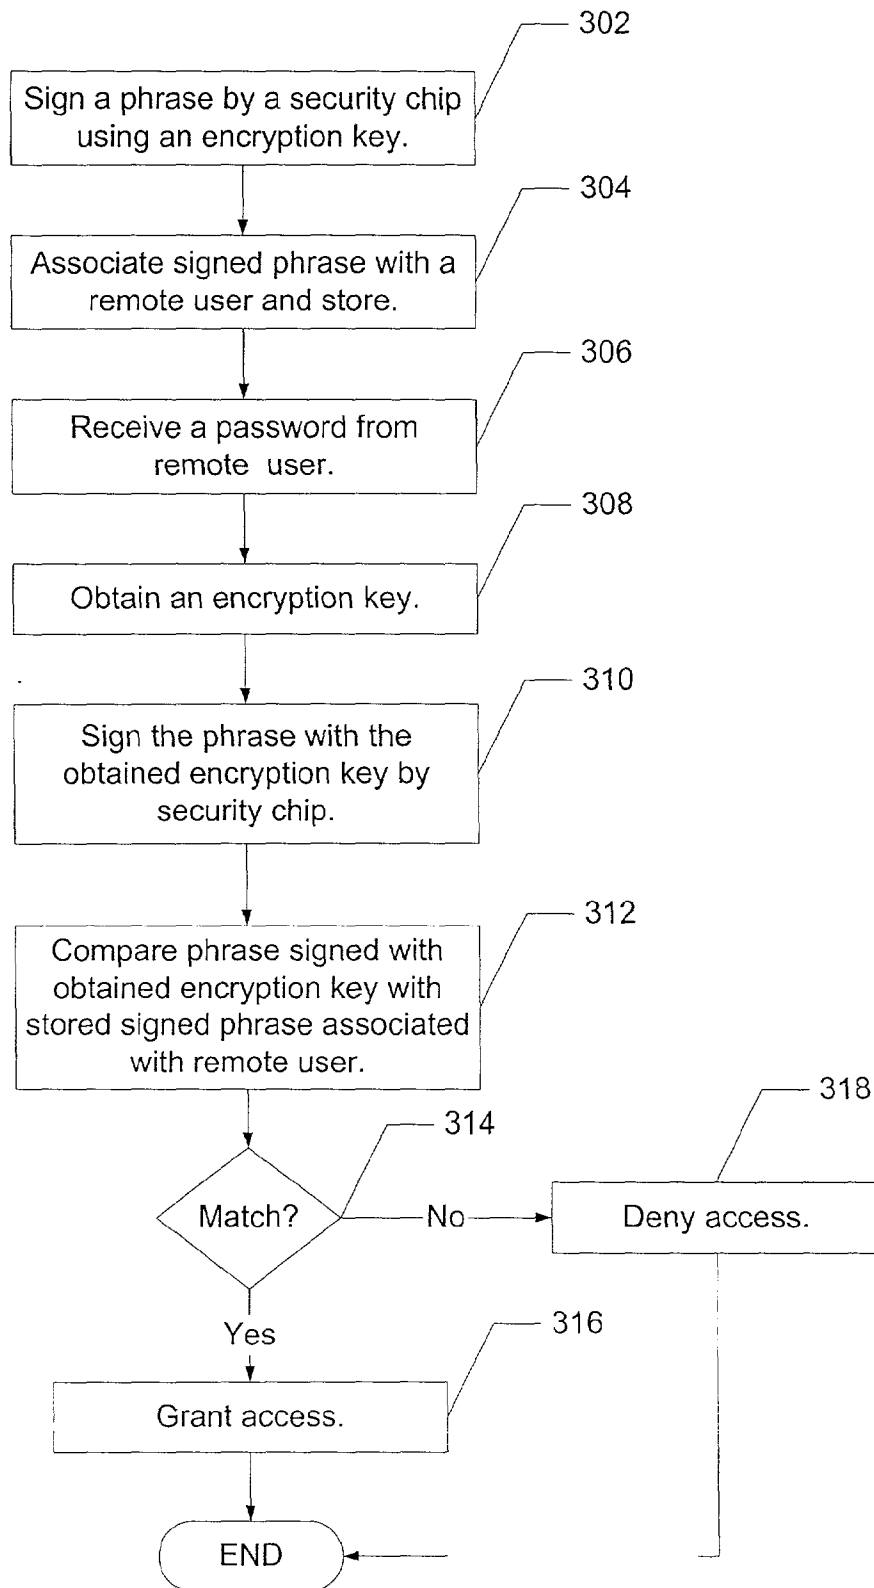 302
Sign a phrase by a security chip
using an encryption key.
304
Associate signed phrase with a
remote user and store.
306
Receive a password from
remote user.
308
Obtain an encryption key.
310
Sign the phrase with the
obtained encryption key by
security chip.
312
Compare phrase signed with
obtained encryption key with
stored signed phrase associated
with remote user.
314
318
Match?
No
Deny access.
Yes
316
Grant access.
END